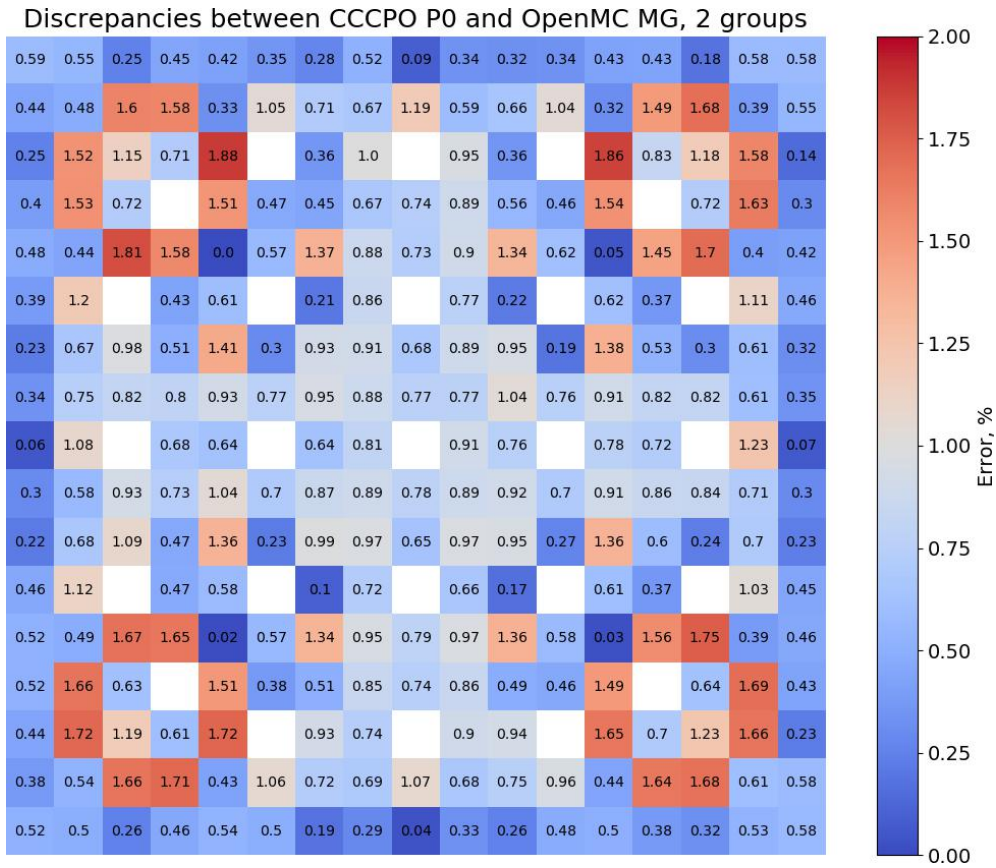 Discrepancies between CCCPO P0 and OpenMC MG, 2 groups
0.59 0.55 0.25 0.45 0.42 0.35 0.28 0.52 0.09 0.34 0.32 0.34 0.43 0.43 0.18 0.58 0.58
0.44 0.48 1.6 1.58 0.33 1.05 0.71 0.67 1.19 0.59 0.66 1.04 0.32 1.49 1.68 0.39 0.55
0.25 1.52 1.15 0.71 1.88 0.36 1.0 0.95 0.36 1.86 0.83 1.18 1.58 0.14
0.4 1.53 0.72 1.51 0.47 0.45 0.67 0.74 0.89 0.56 0.46 1.54 0.72 1.63 0.3
0.48 0.44 1.81 1.58 0.0 0.57 1.37 0.88 0.73 0.9 1.34 0.62 0.05 1.45 1.7 0.4 0.42
0.39 1.2 0.43 0.61 0.21 0.86 0.77 0.22 0.62 0.37 1.11 0.46
0.23 0.67 0.98 0.51 1.41 0.3 0.93 0.91 0.68 0.89 0.95 0.19 1.38 0.53 0.3 0.61 0.32
0.34 0.75 0.82 0.8 0.93 0.77 0.95 0.88 0.77 0.77 1.04 0.76 0.91 0.82 0.82 0.61 0.35
0.06 1.08 0.68 0.64 0.64 0.81 0.91 0.76 0.78 0.72 1.23 0.07
0.3 0.58 0.93 0.73 1.04 0.7 0.87 0.89 0.78 0.89 0.92 0.7 0.91 0.86 0.84 0.71 0.3
0.22 0.68 1.09 0.47 1.36 0.23 0.99 0.97 0.65 0.97 0.95 0.27 1.36 0.6 0.24 0.7 0.23
0.46 1.12 0.47 0.58 0.1 0.72 0.66 0.17 0.61 0.37 1.03 0.45
0.52 0.49 1.67 1.65 0.02 0.57 1.34 0.95 0.79 0.97 1.36 0.58 0.03 1.56 1.75 0.39 0.46
0.52 1.66 0.63 1.51 0.38 0.51 0.85 0.74 0.86 0.49 0.46 1.49 0.64 1.69 0.43
0.44 1.72 1.19 0.61 1.72 0.93 0.74 0.9 0.94 1.65 0.7 1.23 1.66 0.23
0.38 0.54 1.66 1.71 0.43 1.06 0.72 0.69 1.07 0.68 0.75 0.96 0.44 1.64 1.68 0.61 0.58
0.52 0.5 0.26 0.46 0.54 0.5 0.19 0.29 0.04 0.33 0.26 0.48 0.5 0.38 0.32 0.53 0.58
2.00
1.75
1.50
1.25
1.00
0.75
0.50
0.25
0.00
Error, %